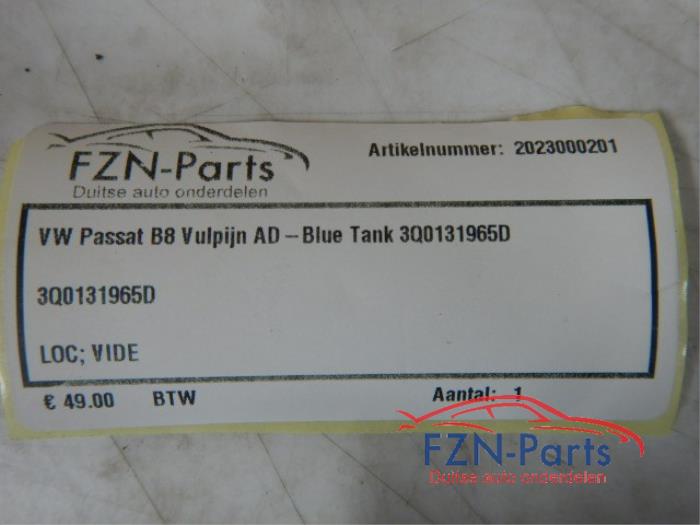 FZN-Parts
Duitse auto onderdelen
Artikelnummer: 2023000201
VW Passat B8 Vulpijn AD – Blue Tank 3Q0131965D
3Q0131965D
LOC; VIDE
€ 49.00 BTW Aantal: 1
FZN-Parts
Duitse auto onderdelen